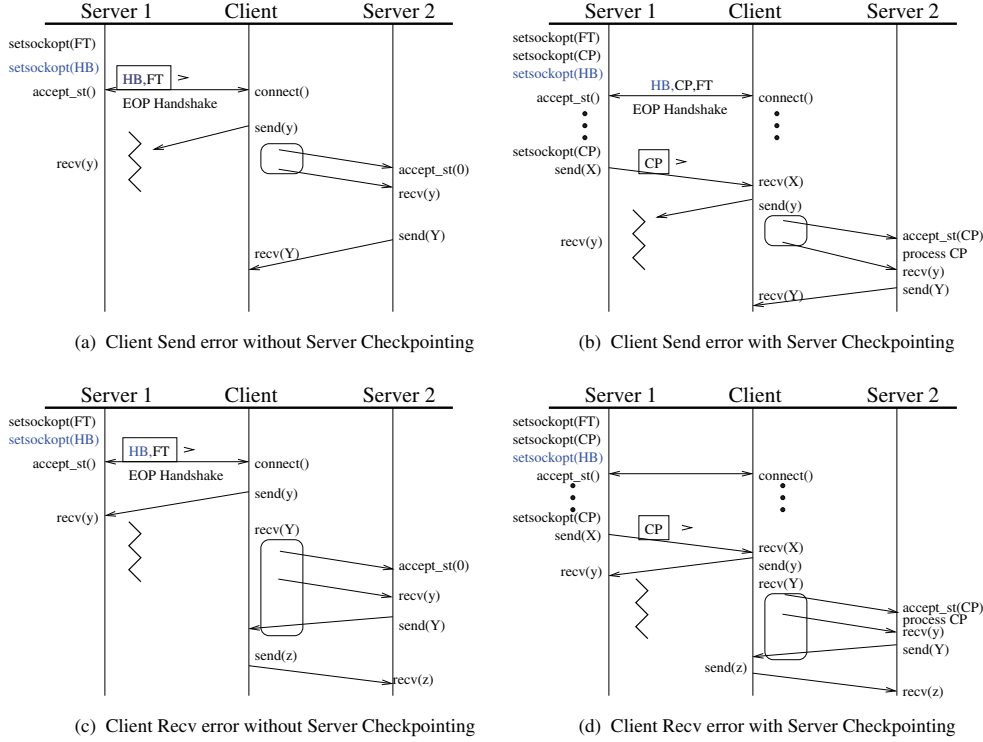 Server 1 Client Server 2
setsockopt(FT)
setsockopt(HB)
HB,FT >
accept_st() connect()
EOP Handshake
send(y)
recv(y) accept_st(0)
recv(y)
send(Y)
recv(Y)
(a) Client Send error without Server Checkpointing
Server 1 Client Server 2
setsockopt(FT)
setsockopt(CP)
setsockopt(HB)
HB,CP,FT
accept_st() connect()
EOP Handshake
setsockopt(CP)
send(X) CP >
recv(X)
send(y)
recv(y) accept_st(CP)
process CP
recv(y)
send(Y)
recv(Y)
(b) Client Send error with Server Checkpointing
Server 1 Client Server 2
setsockopt(FT)
setsockopt(HB)
HB,FT >
accept_st() connect()
EOP Handshake
send(y)
recv(y)
recv(Y)
accept_st(0)
recv(y)
send(Y)
send(z)
recv(z)
(c) Client Recv error without Server Checkpointing
Server 1 Client Server 2
setsockopt(FT)
setsockopt(CP)
setsockopt(HB)
accept_st() connect()
setsockopt(CP)
send(X) CP >
recv(X)
send(y)
recv(y)
recv(Y)
accept_st(CP)
process CP
recv(y)
send(Y)
send(z)
recv(z)
(d) Client Recv error with Server Checkpointing